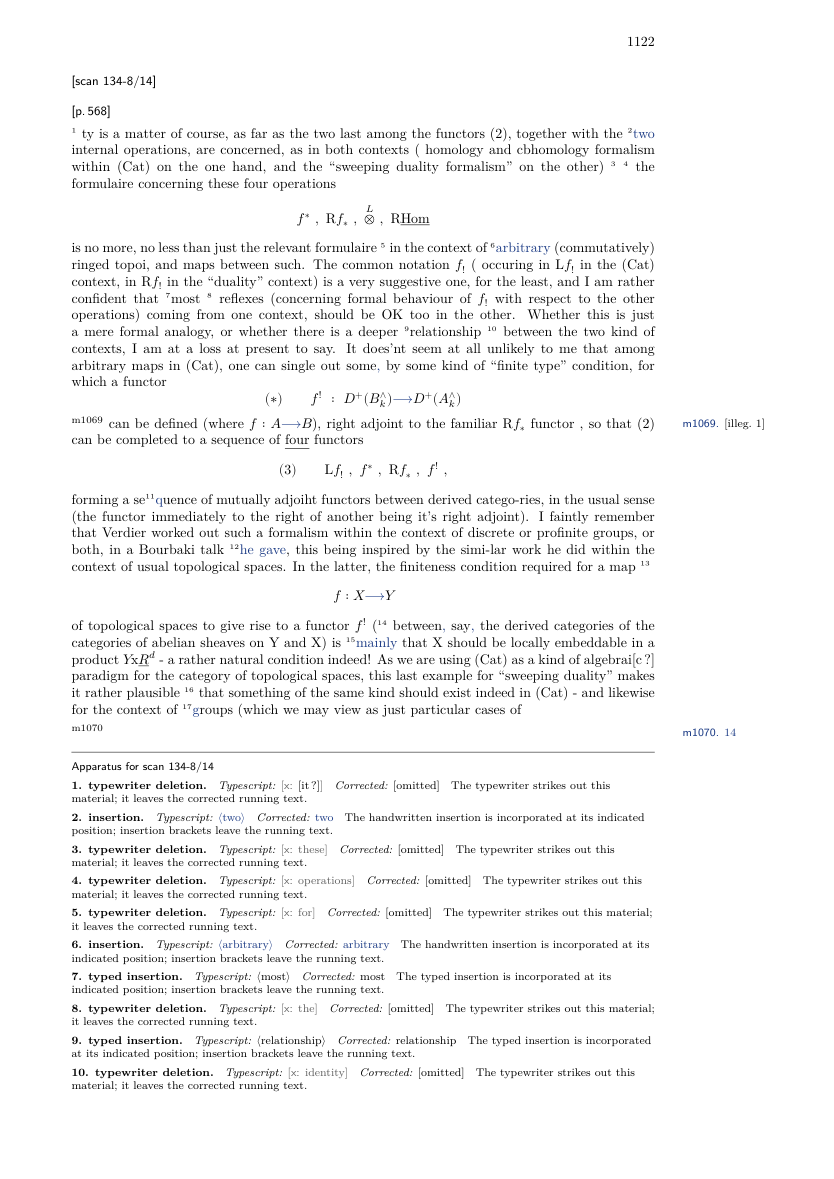 1122
[scan 134-8/14]
[p. 568]
¹ ty is a matter of course, as far as the two last among the functors (2), together with the ²two
internal operations, are concerned, as in both contexts ( homology and cbhomology formalism
within (Cat) on the one hand, and the “sweeping duality formalism” on the other) ³ ⁴ the
formulaire concerning these four operations
f* , Rf_* , ⊗^L , RHom
is no more, no less than just the relevant formulaire ⁵ in the context of ⁶arbitrary (commutatively)
ringed topoi, and maps between such. The common notation f_! ( occuring in Lf_! in the (Cat)
context, in Rf_! in the “duality” context) is a very suggestive one, for the least, and I am rather
confident that ⁷most ⁸ reflexes (concerning formal behaviour of f_! with respect to the other
operations) coming from one context, should be OK too in the other. Whether this is just
a mere formal analogy, or whether there is a deeper ⁹relationship ¹⁰ between the two kind of
contexts, I am at a loss at present to say. It does'nt seem at all unlikely to me that among
arbitrary maps in (Cat), one can single out some, by some kind of “finite type” condition, for
which a functor
(∗) f^! : D⁺(B_k^∧)⟶D⁺(A_k^∧)
m1069 can be defined (where f : A⟶B), right adjoint to the familiar Rf_* functor , so that (2)
m1069. [illeg. 1]
can be completed to a sequence of four functors
(3) Lf_! , f* , Rf_* , f^! ,
forming a se¹¹quence of mutually adjoiht functors between derived catego-ries, in the usual sense
(the functor immediately to the right of another being it's right adjoint). I faintly remember
that Verdier worked out such a formalism within the context of discrete or profinite groups, or
both, in a Bourbaki talk ¹²he gave, this being inspired by the simi-lar work he did within the
context of usual topological spaces. In the latter, the finiteness condition required for a map ¹³
f : X⟶Y
of topological spaces to give rise to a functor f^! (¹⁴ between, say, the derived categories of the
categories of abelian sheaves on Y and X) is ¹⁵mainly that X should be locally embeddable in a
product YxR^d - a rather natural condition indeed! As we are using (Cat) as a kind of algebrai[c ?]
paradigm for the category of topological spaces, this last example for “sweeping duality” makes
it rather plausible ¹⁶ that something of the same kind should exist indeed in (Cat) - and likewise
for the context of ¹⁷groups (which we may view as just particular cases of
m1070
m1070. 14
Apparatus for scan 134-8/14
1. typewriter deletion. Typescript: [x: [it ?]] Corrected: [omitted] The typewriter strikes out this
material; it leaves the corrected running text.
2. insertion. Typescript: ⟨two⟩ Corrected: two The handwritten insertion is incorporated at its indicated
position; insertion brackets leave the running text.
3. typewriter deletion. Typescript: [x: these] Corrected: [omitted] The typewriter strikes out this
material; it leaves the corrected running text.
4. typewriter deletion. Typescript: [x: operations] Corrected: [omitted] The typewriter strikes out this
material; it leaves the corrected running text.
5. typewriter deletion. Typescript: [x: for] Corrected: [omitted] The typewriter strikes out this material;
it leaves the corrected running text.
6. insertion. Typescript: ⟨arbitrary⟩ Corrected: arbitrary The handwritten insertion is incorporated at its
indicated position; insertion brackets leave the running text.
7. typed insertion. Typescript: ⟨most⟩ Corrected: most The typed insertion is incorporated at its
indicated position; insertion brackets leave the running text.
8. typewriter deletion. Typescript: [x: the] Corrected: [omitted] The typewriter strikes out this material;
it leaves the corrected running text.
9. typed insertion. Typescript: ⟨relationship⟩ Corrected: relationship The typed insertion is incorporated
at its indicated position; insertion brackets leave the running text.
10. typewriter deletion. Typescript: [x: identity] Corrected: [omitted] The typewriter strikes out this
material; it leaves the corrected running text.